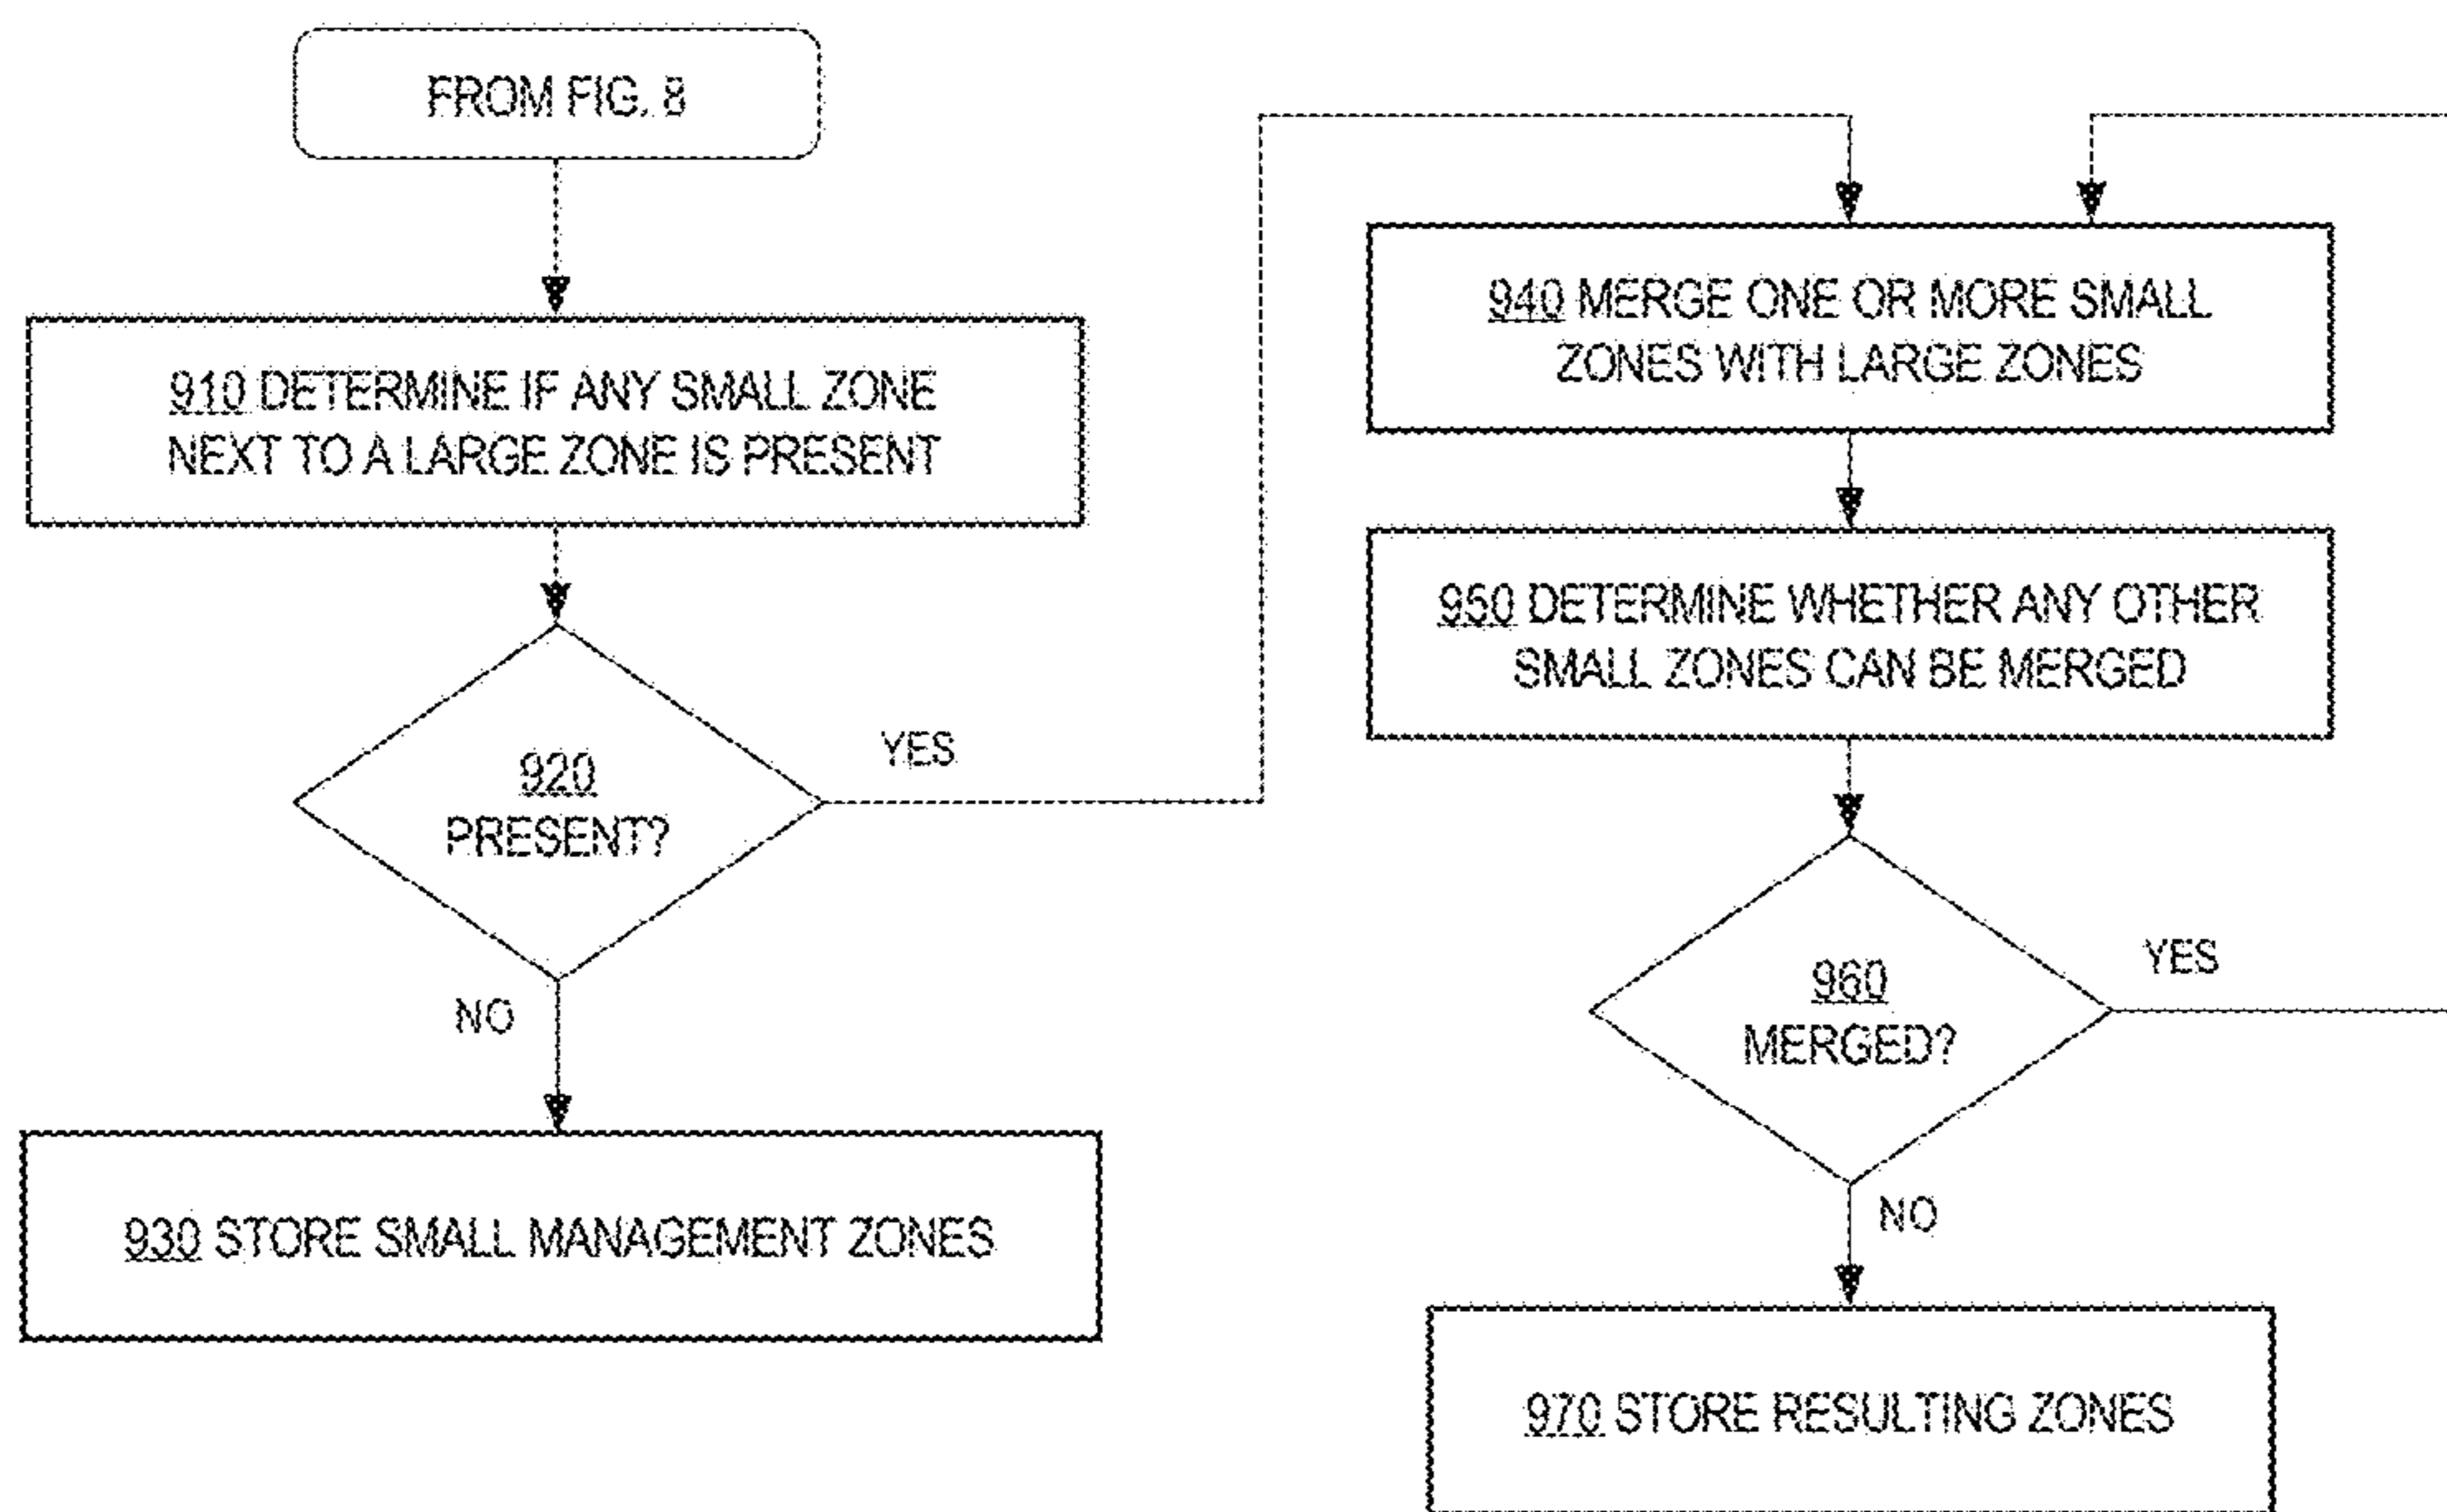 FROM FIG. 8
910 DETERMINE IF ANY SMALL ZONE
NEXT TO A LARGE ZONE IS PRESENT
920
PRESENT?
YES
NO
930 STORE SMALL MANAGEMENT ZONES
940 MERGE ONE OR MORE SMALL
ZONES WITH LARGE ZONES
950 DETERMINE WHETHER ANY OTHER
SMALL ZONES CAN BE MERGED
960
MERGED?
YES
NO
970 STORE RESULTING ZONES